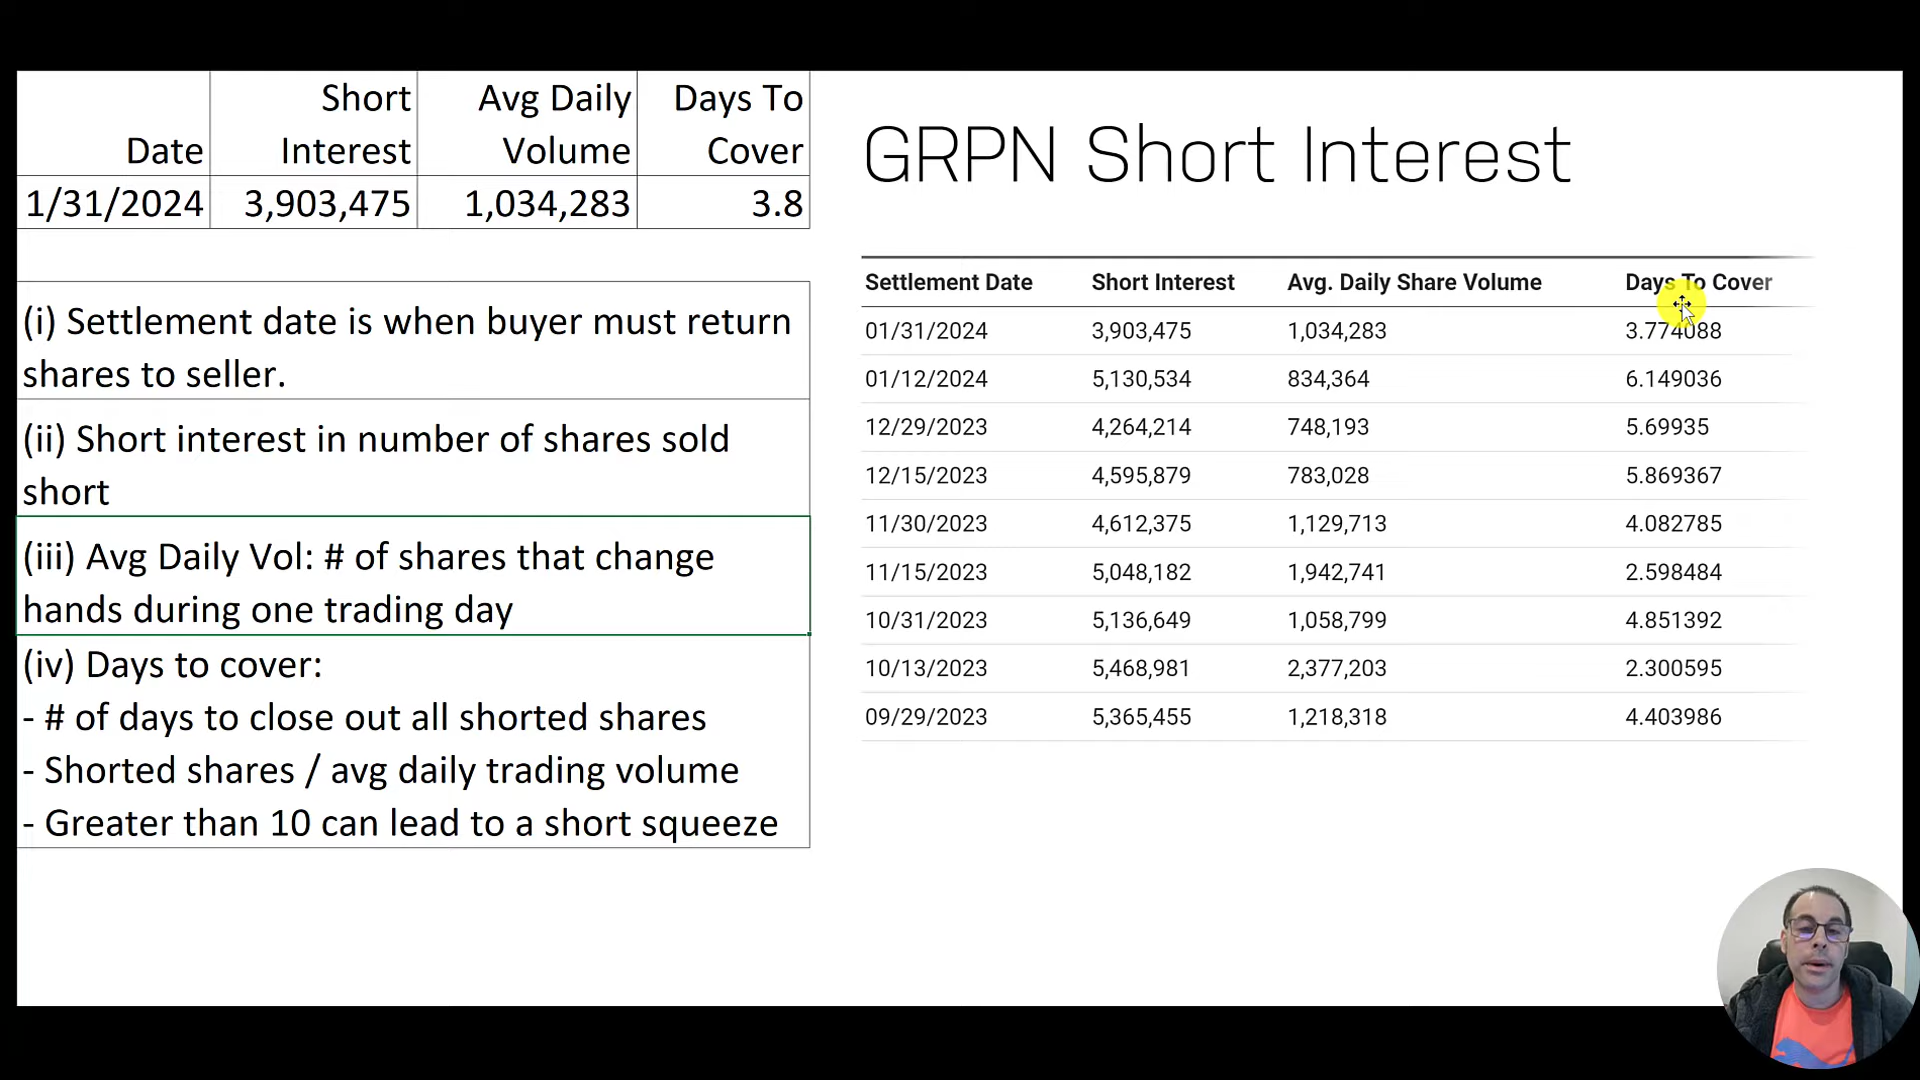 Date Short Interest Avg Daily Volume Days To Cover
1/31/2024 3,903,475 1,034,283 3.8
(i) Settlement date is when buyer must return
shares to seller.
(ii) Short interest in number of shares sold
short
(iii) Avg Daily Vol: # of shares that change
hands during one trading day
(iv) Days to cover:
- # of days to close out all shorted shares
- Shorted shares / avg daily trading volume
- Greater than 10 can lead to a short squeeze
GRPN Short Interest
Settlement Date Short Interest Avg. Daily Share Volume Days To Cover
01/31/2024 3,903,475 1,034,283 3.774088
01/12/2024 5,130,534 834,364 6.149036
12/29/2023 4,264,214 748,193 5.69935
12/15/2023 4,595,879 783,028 5.869367
11/30/2023 4,612,375 1,129,713 4.082785
11/15/2023 5,048,182 1,942,741 2.598484
10/31/2023 5,136,649 1,058,799 4.851392
10/13/2023 5,468,981 2,377,203 2.300595
09/29/2023 5,365,455 1,218,318 4.403986